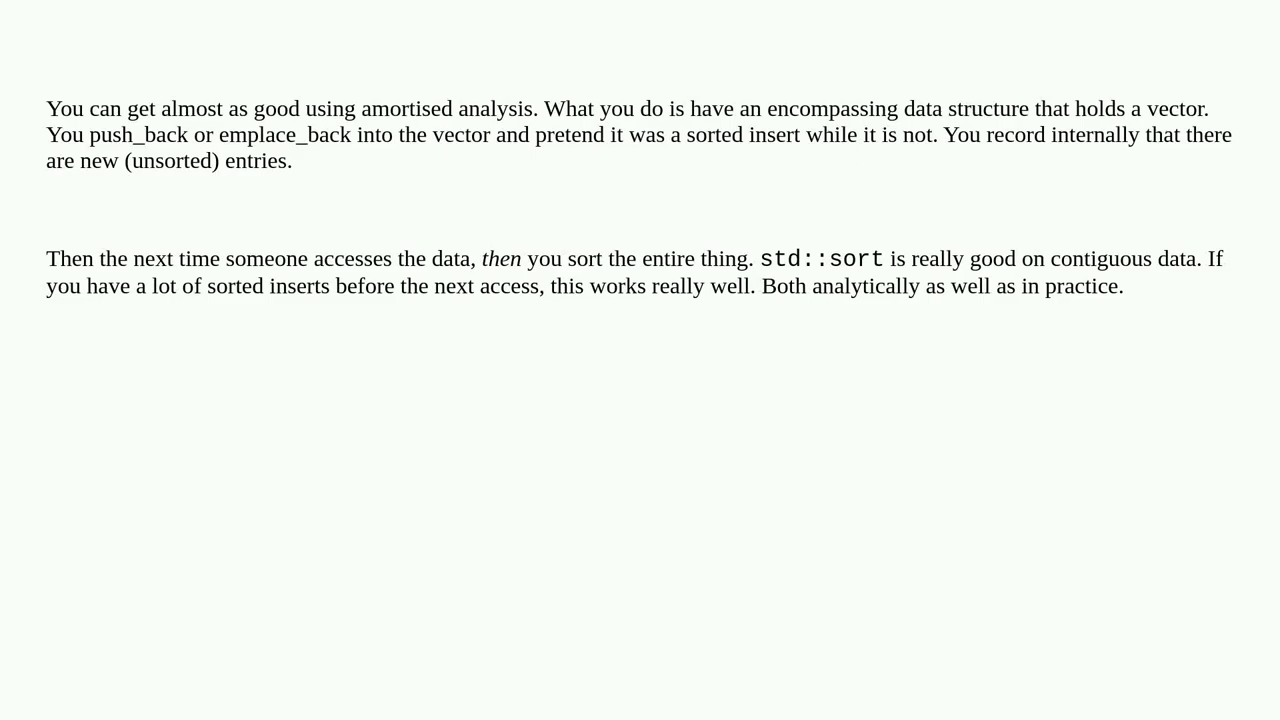 You can get almost as good using amortised analysis. What you do is have an encompassing data structure that holds a vector.
You push_back or emplace_back into the vector and pretend it was a sorted insert while it is not. You record internally that there
are new (unsorted) entries.
Then the next time someone accesses the data, then you sort the entire thing. std::sort is really good on contiguous data. If
you have a lot of sorted inserts before the next access, this works really well. Both analytically as well as in practice.